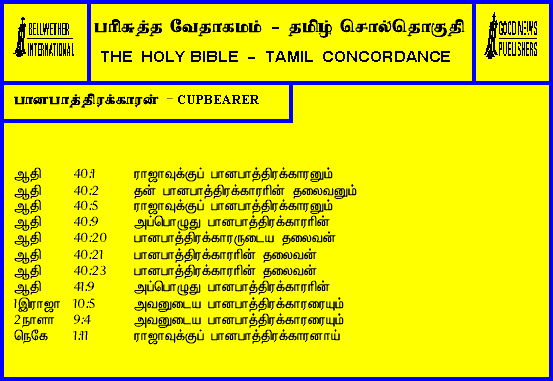 BELLWETHER
INTERNATIONAL
பரிசுத்த வேதாகமம் - தமிழ் சொல்தொகுதி
THE HOLY BIBLE - TAMIL CONCORDANCE
GOOD NEWS
PUBLISHERS
பானபாத்திரக்காரன் - CUPBEARER
ஆதி 40:1 ராஜாவுக்குப் பானபாத்திரக்காரனும்
ஆதி 40:2 தன் பானபாத்திரக்காரரின் தலைவனும்
ஆதி 40:5 ராஜாவுக்குப் பானபாத்திரக்காரனும்
ஆதி 40:9 அப்பொழுது பானபாத்திரக்காரரின்
ஆதி 40:20 பானபாத்திரக்காரருடைய தலைவன்
ஆதி 40:21 பானபாத்திரக்காரரின் தலைவன்
ஆதி 40:23 பானபாத்திரக்காரரின் தலைவன்
ஆதி 41:9 அப்பொழுது பானபாத்திரக்காரரின்
1இராஜா 10:5 அவனுடைய பானபாத்திரக்காரரையும்
2நாளா 9:4 அவனுடைய பானபாத்திரக்காரரையும்
நெகே 1:11 ராஜாவுக்குப் பானபாத்திரக்காரனாய்